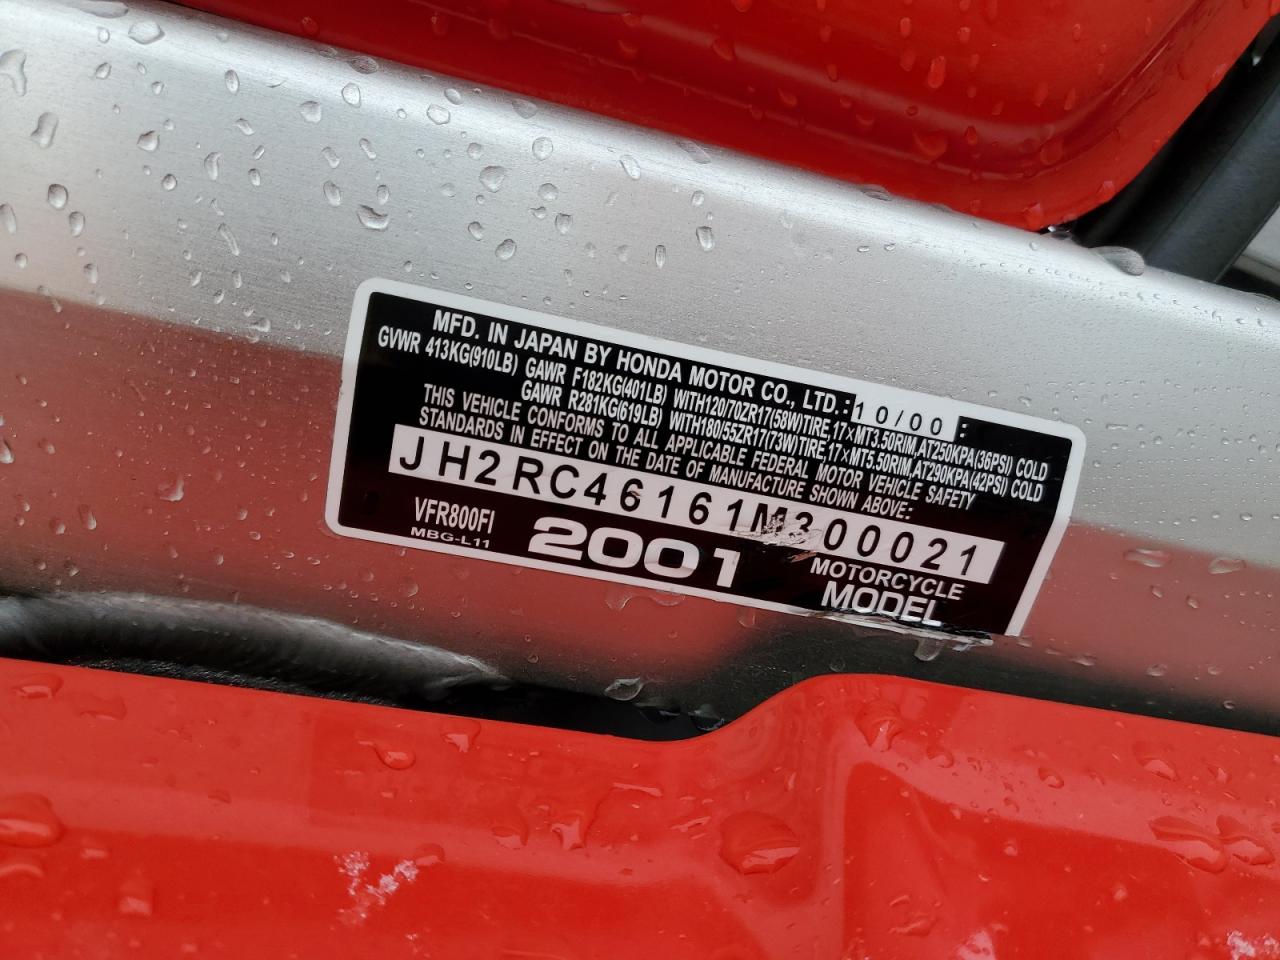 MFD. IN JAPAN BY HONDA MOTOR CO., LTD.: 10/00 :
GVWR 413KG(910LB) GAWR F182KG(401LB) WITH120/70ZR17(58W)TIRE,17×MT3.50RIM,AT250KPA(36PSI) COLD
GAWR R281KG(619LB) WITH180/55ZR17(73W)TIRE,17×MT5.50RIM,AT290KPA(42PSI) COLD
THIS VEHICLE CONFORMS TO ALL APPLICABLE FEDERAL MOTOR VEHICLE SAFETY
STANDARDS IN EFFECT ON THE DATE OF MANUFACTURE SHOWN ABOVE:
JH2RC46161M300021
VFR800FI 2001 MOTORCYCLE
MBG-L11 MODEL